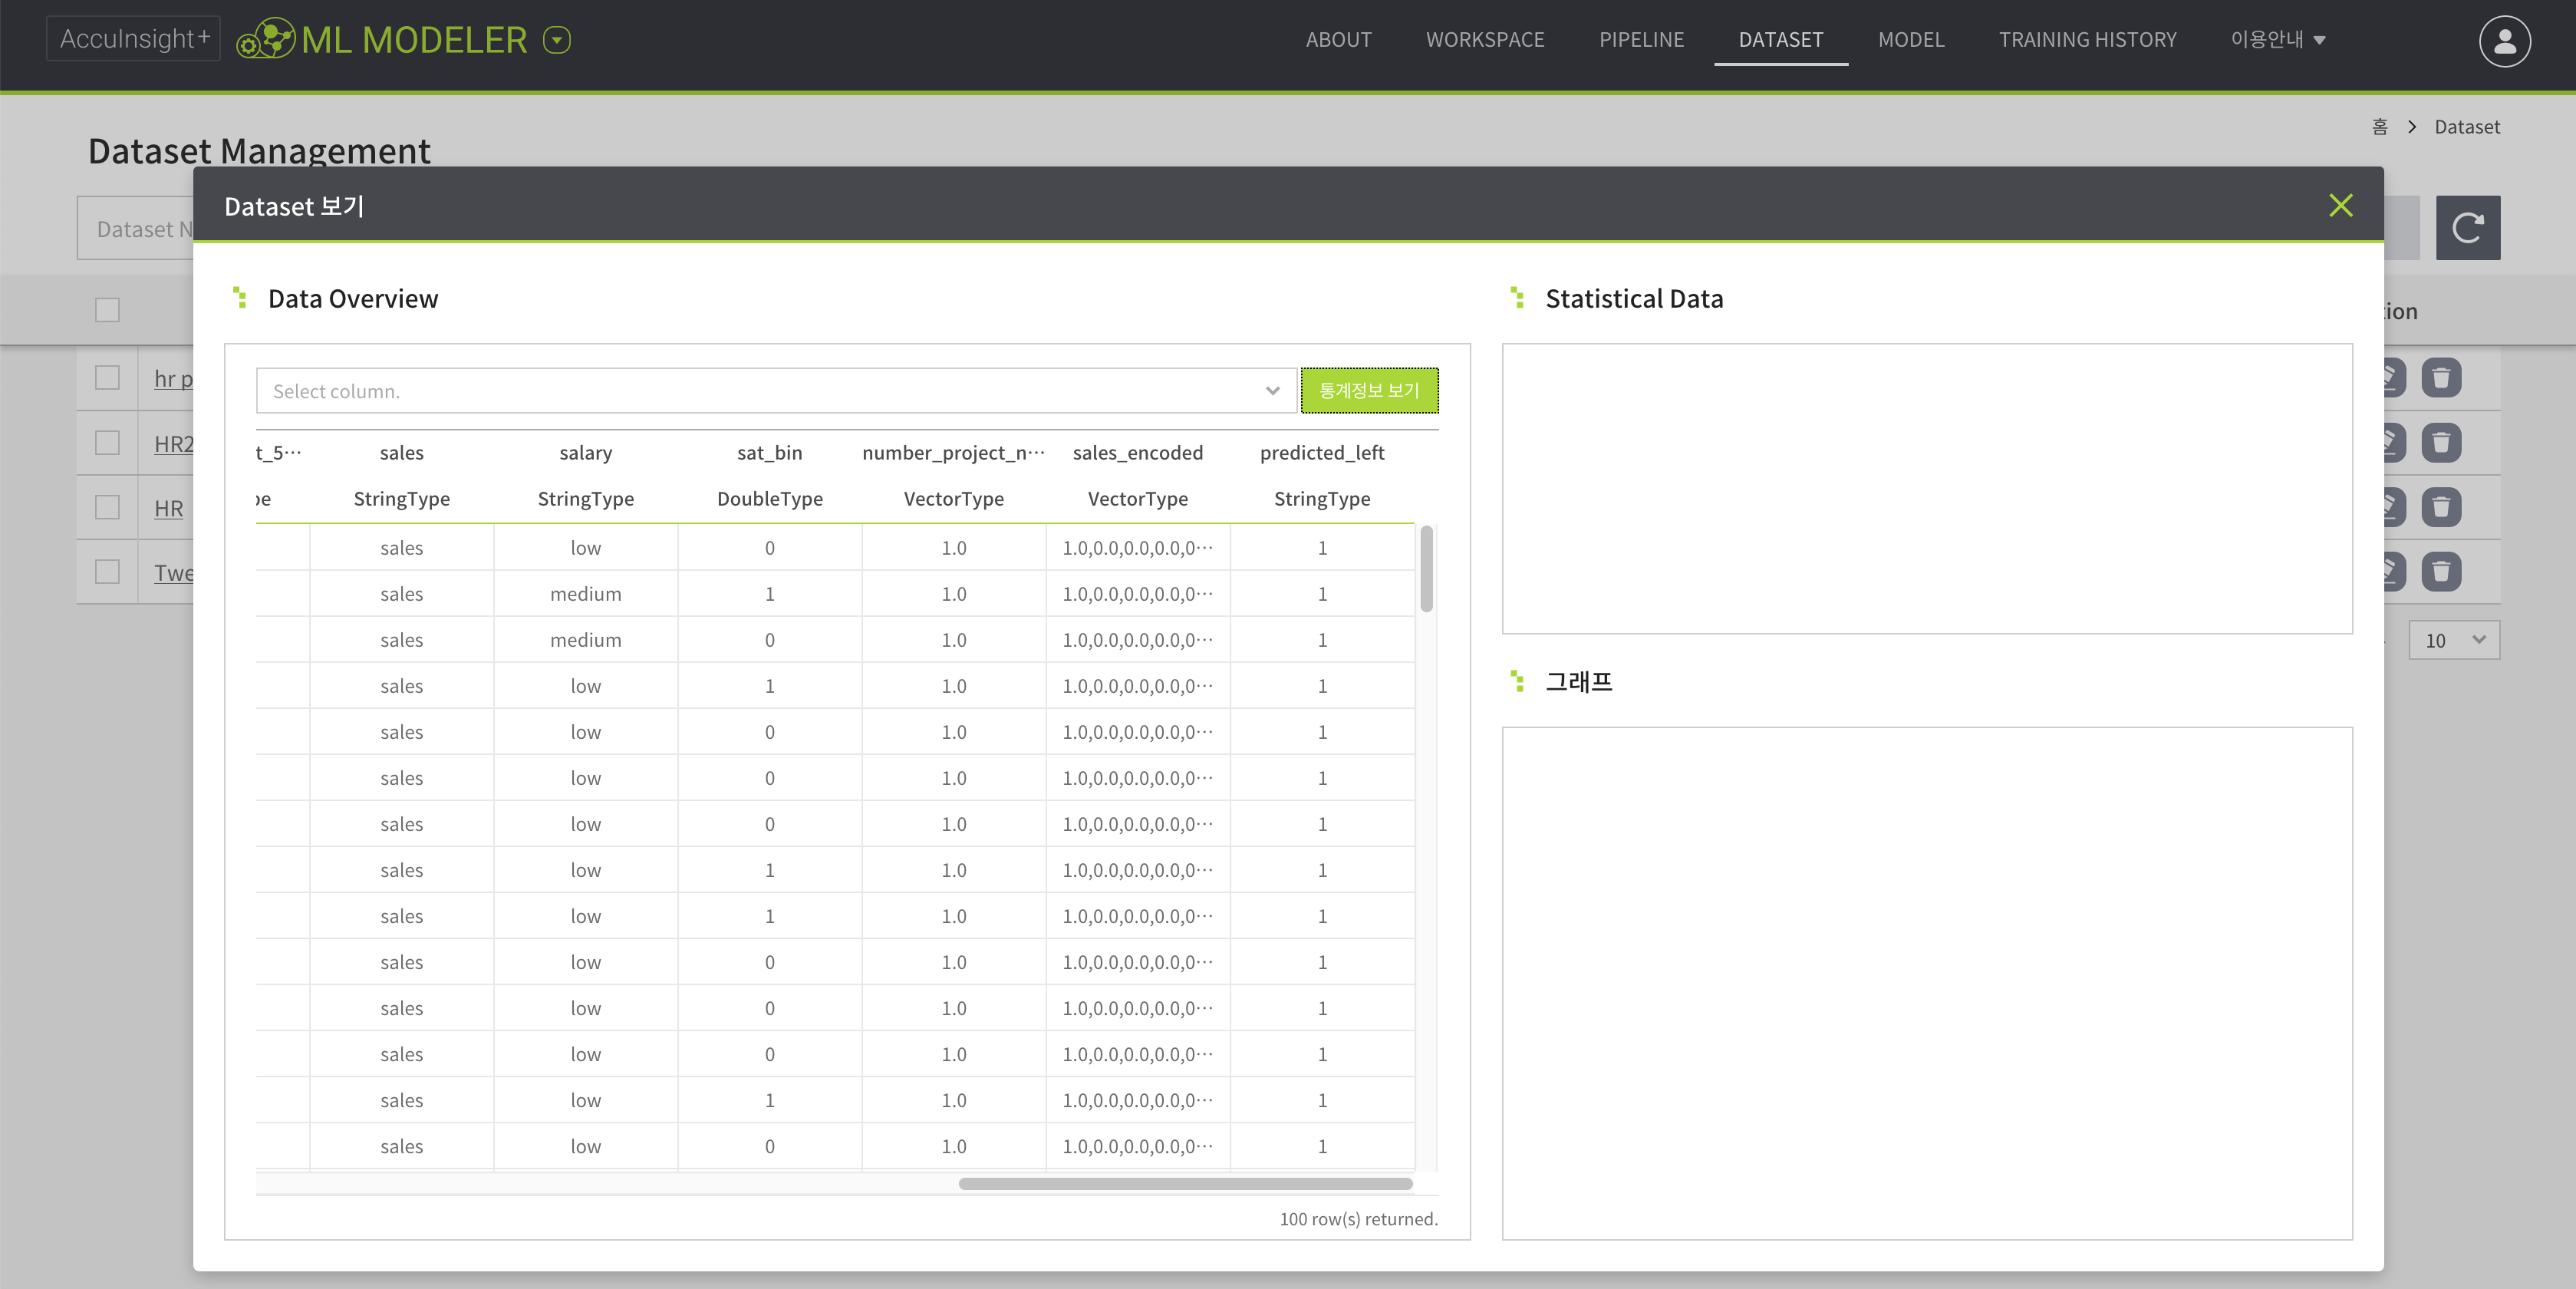 AccuInsight+ ML MODELER ABOUT WORKSPACE PIPELINE DATASET MODEL TRAINING HISTORY 이용안내
홈 > Dataset
Dataset Management
Dataset 보기
Dataset N
Data Overview
Statistical Data
tion
hr p
HR2
HR
Twe
10
Select column. 통계정보 보기
t_5… sales salary sat_bin number_project_n… sales_encoded predicted_left
pe StringType StringType DoubleType VectorType VectorType StringType
sales low 0 1.0 1.0,0.0,0.0,0.0,0… 1
sales medium 1 1.0 1.0,0.0,0.0,0.0,0… 1
sales medium 0 1.0 1.0,0.0,0.0,0.0,0… 1
sales low 1 1.0 1.0,0.0,0.0,0.0,0… 1
sales low 0 1.0 1.0,0.0,0.0,0.0,0… 1
sales low 0 1.0 1.0,0.0,0.0,0.0,0… 1
sales low 0 1.0 1.0,0.0,0.0,0.0,0… 1
sales low 1 1.0 1.0,0.0,0.0,0.0,0… 1
sales low 1 1.0 1.0,0.0,0.0,0.0,0… 1
sales low 0 1.0 1.0,0.0,0.0,0.0,0… 1
sales low 0 1.0 1.0,0.0,0.0,0.0,0… 1
sales low 0 1.0 1.0,0.0,0.0,0.0,0… 1
sales low 1 1.0 1.0,0.0,0.0,0.0,0… 1
sales low 0 1.0 1.0,0.0,0.0,0.0,0… 1
100 row(s) returned.
그래프